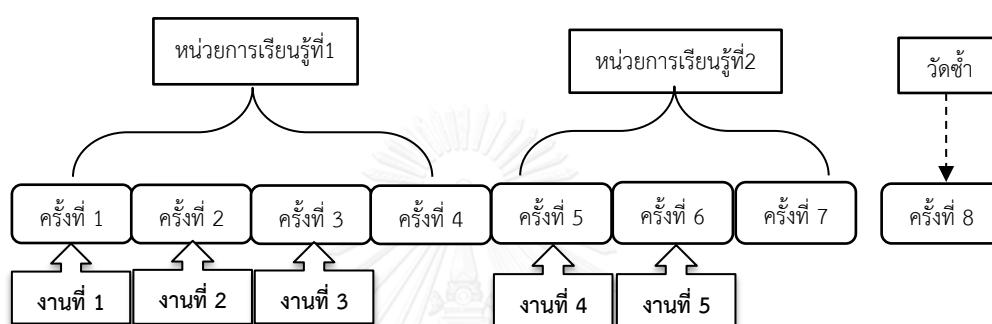 หน่วยการเรียนรู้ที่1
หน่วยการเรียนรู้ที่2
วัดซ้ำ
ครั้งที่ 1
ครั้งที่ 2
ครั้งที่ 3
ครั้งที่ 4
ครั้งที่ 5
ครั้งที่ 6
ครั้งที่ 7
ครั้งที่ 8
งานที่ 1
งานที่ 2
งานที่ 3
งานที่ 4
งานที่ 5